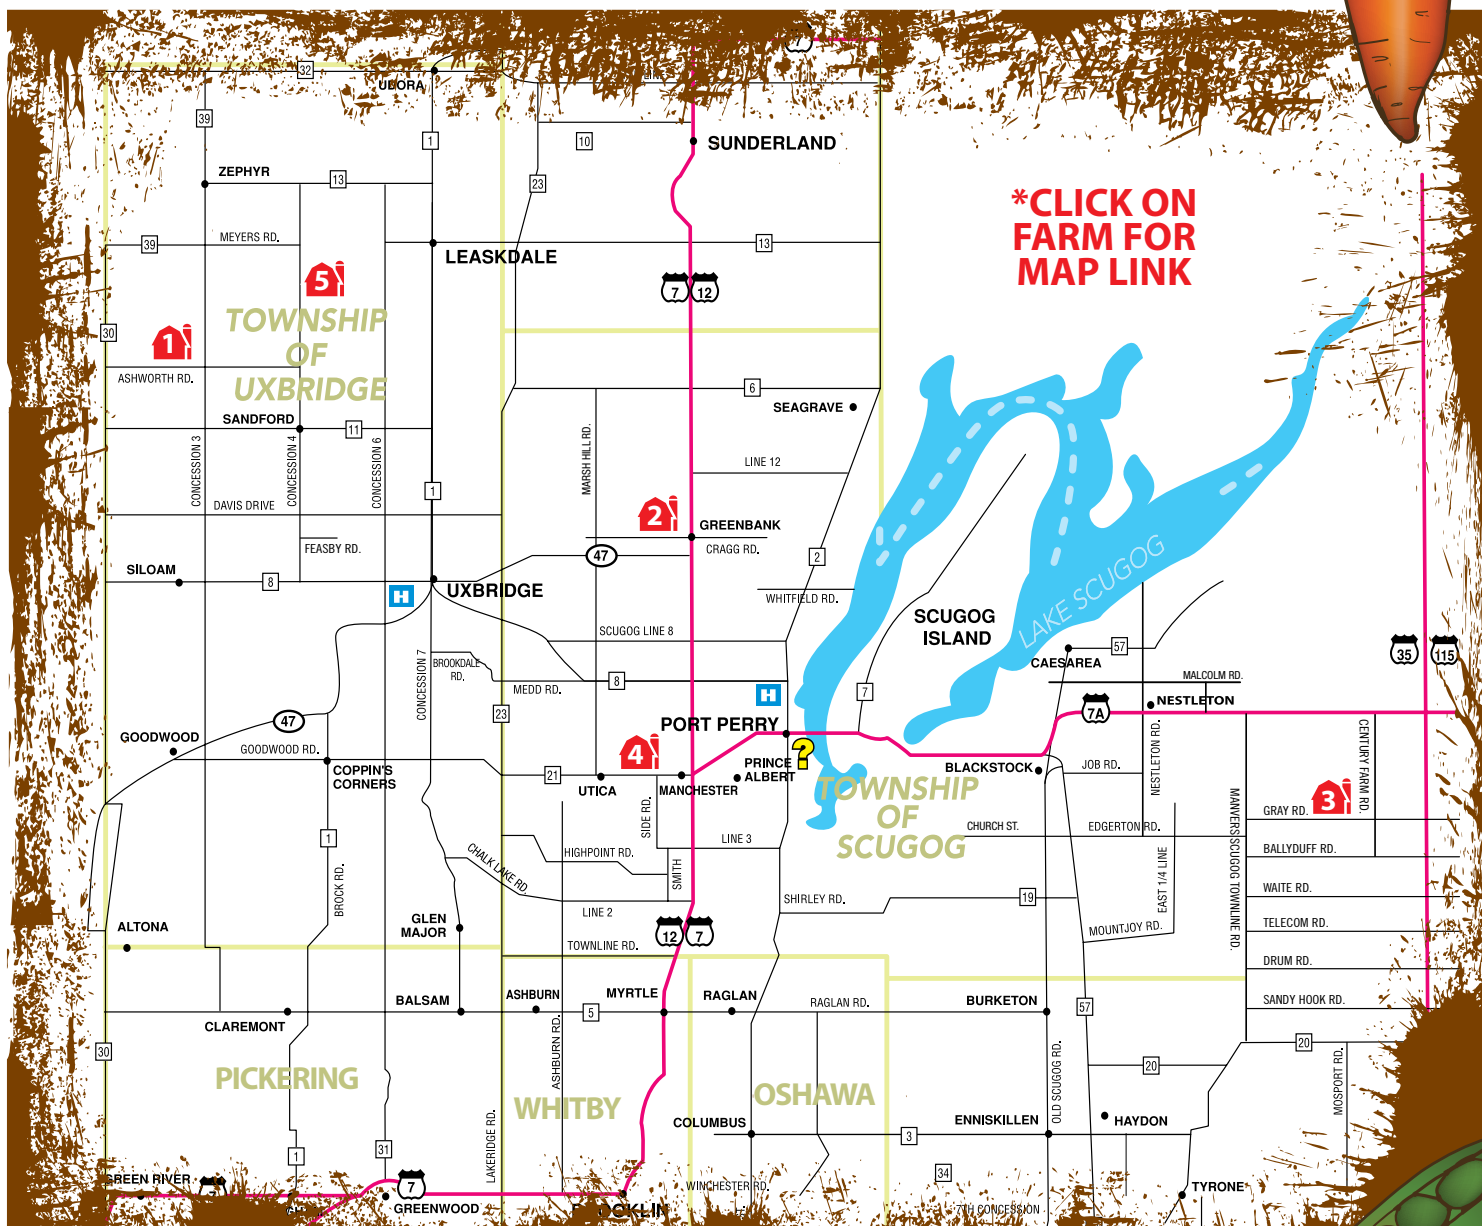 32
UDORA
39
1
10
SUNDERLAND
ZEPHYR
13
23
*CLICK ON
FARM FOR
MAP LINK
39
MEYERS RD.
13
LEASKDALE
5
7
12
TOWNSHIP
OF
UXBRIDGE
30
1
ASHWORTH RD.
6
SEAGRAVE
SANDFORD
11
CONCESSION 3
CONCESSION 4
CONCESSION 6
MARSH HILL RD.
LINE 12
1
DAVIS DRIVE
2
GREENBANK
CRAGG RD.
FEASBY RD.
47
2
LAKE SCUGOG
SILOAM
8
H
UXBRIDGE
WHITFIELD RD.
SCUGOG
ISLAND
SCUGOG LINE 8
57
CAESAREA
35
115
CONCESSION 7
BROOKDALE
RD.
MEDD RD.
8
H
7
MALCOLM RD.
NESTLETON
7A
23
47
PORT PERRY
GOODWOOD
GOODWOOD RD.
4
?
COPPIN'S
CORNERS
21
UTICA
MANCHESTER
PRINCE
ALBERT
BLACKSTOCK
JOB RD.
NESTLETON RD.
CENTURY FARM RD.
TOWNSHIP
OF
SCUGOG
MANVERS SCUGOG TOWNLINE RD.
3
GRAY RD.
SIDE RD.
CHURCH ST.
EDGERTON RD.
1
LINE 3
HIGHPOINT RD.
CHALK LAKE RD.
SMITH
BALLYDUFF RD.
BROCK RD.
EAST 1/4 LINE
WAITE RD.
SHIRLEY RD.
19
LINE 2
GLEN
MAJOR
ALTONA
12
7
MOUNTJOY RD.
TELECOM RD.
TOWNLINE RD.
DRUM RD.
BALSAM
ASHBURN
MYRTLE
RAGLAN
RAGLAN RD.
BURKETON
SANDY HOOK RD.
CLAREMONT
5
57
30
ASHBURN RD.
OLD SCUGOG RD.
20
20
PICKERING
WHITBY
OSHAWA
MOSPORT RD.
LAKERIDGE RD.
COLUMBUS
3
ENNISKILLEN
HAYDON
1
31
34
GREEN RIVER
7
7
WINCHESTER RD.
TYRONE
GREENWOOD
7TH CONCESSION